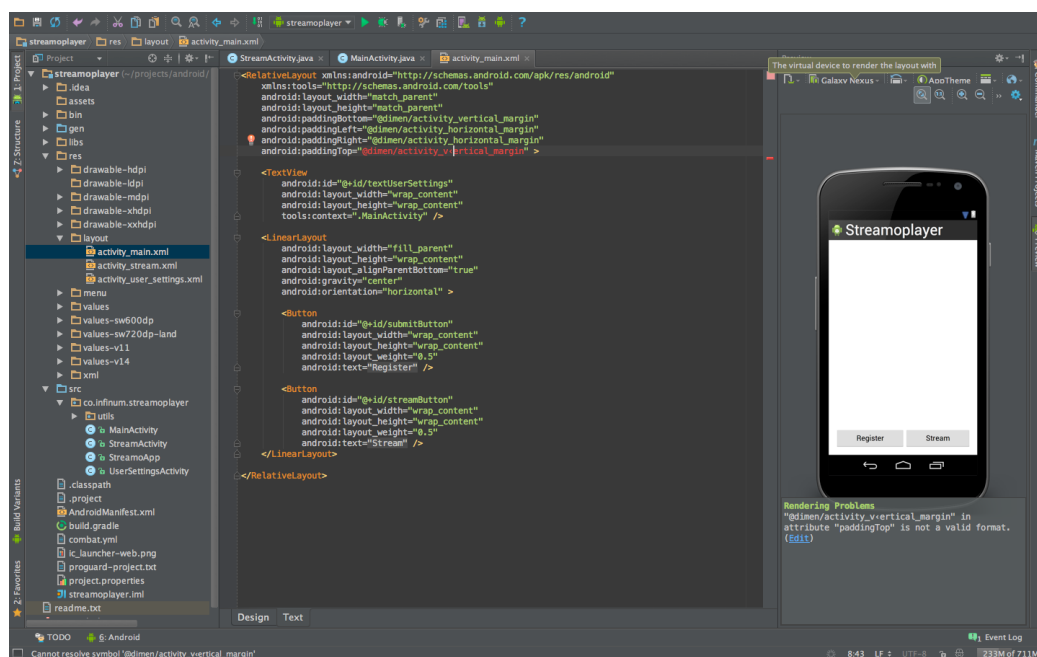 streamoplayer
streamoplayer res layout activity_main.xml
Project
StreamActivity.java × MainActivity.java × activity_main.xml ×
The virtual device to render the layout with
Galaxy Nexus AppTheme
1: Project
Z: Structure
Build Variants
2: Favorites
streamoplayer (~/projects/android/
.idea
assets
bin
gen
libs
res
drawable-hdpi
drawable-ldpi
drawable-mdpi
drawable-xhdpi
drawable-xxhdpi
layout
activity_main.xml
activity_stream.xml
activity_user_settings.xml
menu
values
values-sw600dp
values-sw720dp-land
values-v11
values-v14
xml
src
co.infinum.streamoplayer
utils
MainActivity
StreamActivity
StreamoApp
UserSettingsActivity
.classpath
.project
AndroidManifest.xml
build.gradle
combat.yml
ic_launcher-web.png
proguard-project.txt
project.properties
streamoplayer.iml
readme.txt
<RelativeLayout xmlns:android="http://schemas.android.com/apk/res/android"
xmlns:tools="http://schemas.android.com/tools"
android:layout_width="match_parent"
android:layout_height="match_parent"
android:paddingBottom="@dimen/activity_vertical_margin"
android:paddingLeft="@dimen/activity_horizontal_margin"
android:paddingRight="@dimen/activity_horizontal_margin"
android:paddingTop="@dimen/activity_v‹ertical_margin" >
<TextView
android:id="@+id/textUserSettings"
android:layout_width="wrap_content"
android:layout_height="wrap_content"
tools:context=".MainActivity" />
<LinearLayout
android:layout_width="fill_parent"
android:layout_height="wrap_content"
android:layout_alignParentBottom="true"
android:gravity="center"
android:orientation="horizontal" >
<Button
android:id="@+id/submitButton"
android:layout_width="wrap_content"
android:layout_height="wrap_content"
android:layout_weight="0.5"
android:text="Register" />
<Button
android:id="@+id/streamButton"
android:layout_width="wrap_content"
android:layout_height="wrap_content"
android:layout_weight="0.5"
android:text="Stream" />
</LinearLayout>
</RelativeLayout>
Design Text
Streamoplayer
Register Stream
Rendering Problems
"@dimen/activity_v‹ertical_margin" in
attribute "paddingTop" is not a valid format.
(Edit)
TODO 6: Android
Event Log
Cannot resolve symbol '@dimen/activity_v‹ertical_margin'
8:43 LF UTF-8 233M of 711M